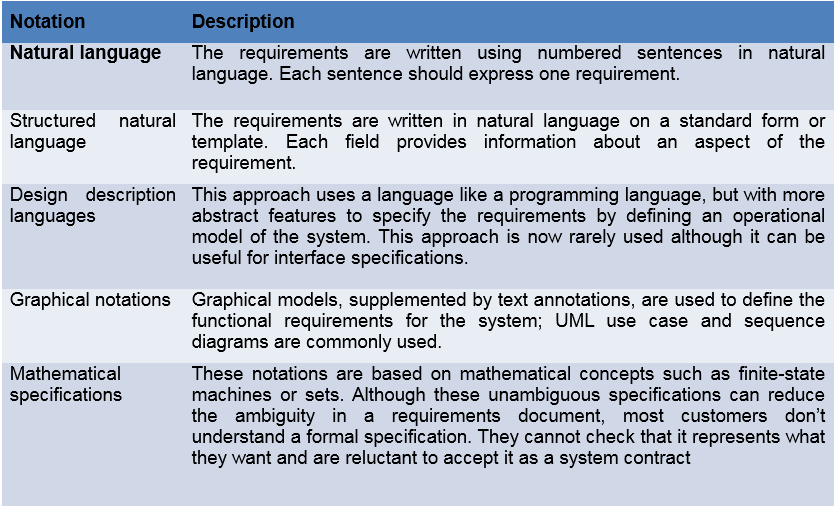 Notation Description
Natural language The requirements are written using numbered sentences in natural
language. Each sentence should express one requirement.
Structured natural The requirements are written in natural language on a standard form or
language template. Each field provides information about an aspect of the
requirement.
Design description This approach uses a language like a programming language, but with more
languages abstract features to specify the requirements by defining an operational
model of the system. This approach is now rarely used although it can be
useful for interface specifications.
Graphical notations Graphical models, supplemented by text annotations, are used to define the
functional requirements for the system; UML use case and sequence
diagrams are commonly used.
Mathematical These notations are based on mathematical concepts such as finite-state
specifications machines or sets. Although these unambiguous specifications can reduce
the ambiguity in a requirements document, most customers don’t
understand a formal specification. They cannot check that it represents what
they want and are reluctant to accept it as a system contract